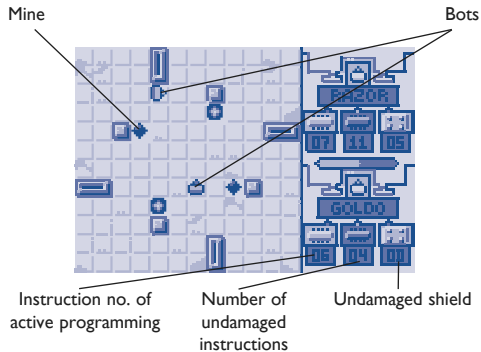 Mine
Bots
RAZOR
07 11 05
GOLDO
06 04 00
Instruction no. of
active programming
Number of
undamaged
instructions
Undamaged shield